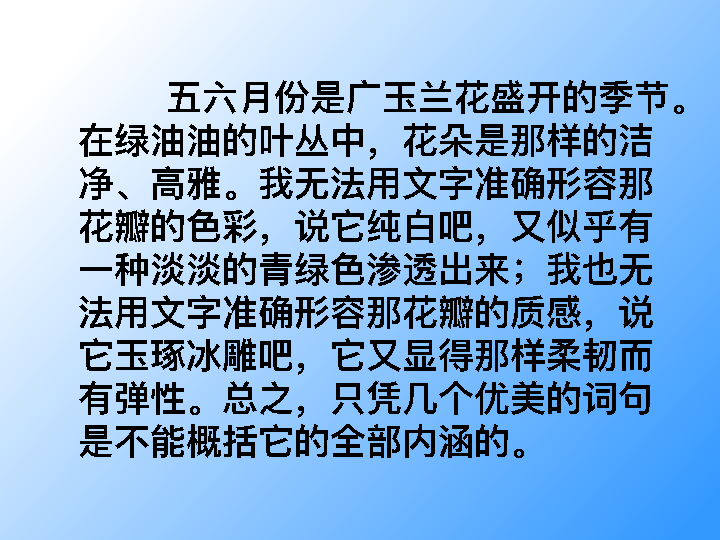 五六月份是广玉兰花盛开的季节。
在绿油油的叶丛中，花朵是那样的洁
净、高雅。我无法用文字准确形容那
花瓣的色彩，说它纯白吧，又似乎有
一种淡淡的青绿色渗透出来；我也无
法用文字准确形容那花瓣的质感，说
它玉琢冰雕吧，它又显得那样柔韧而
有弹性。总之，只凭几个优美的词句
是不能概括它的全部内涵的。